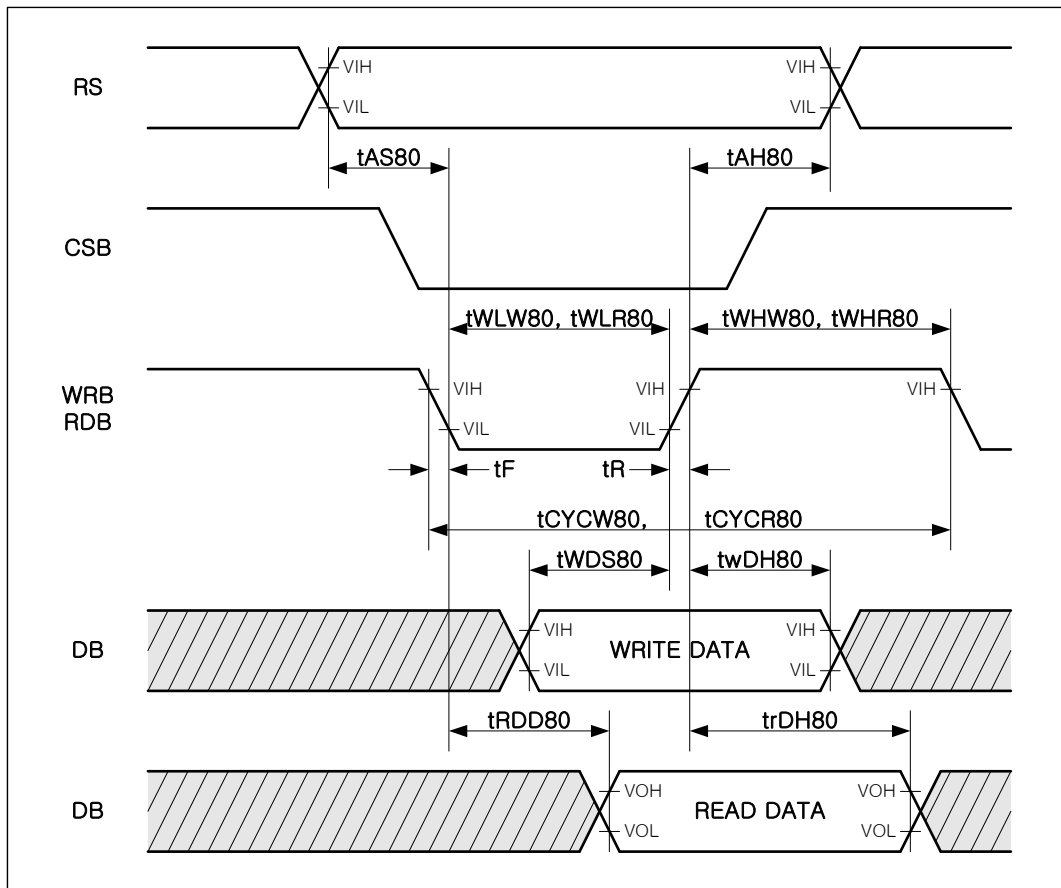 RS
VIH
VIH
VIL
VIL
tAS80
tAH80
CSB
tWLW80, tWLR80
tWHW80, tWHR80
WRB
RDB
VIH
VIH
VIH
VIL
VIL
tF
tR
tCYCW80, tCYCR80
tWDS80
twDH80
DB
VIH
VIH
WRITE DATA
VIL
VIL
tRDD80
trDH80
DB
VOH
VOH
READ DATA
VOL
VOL